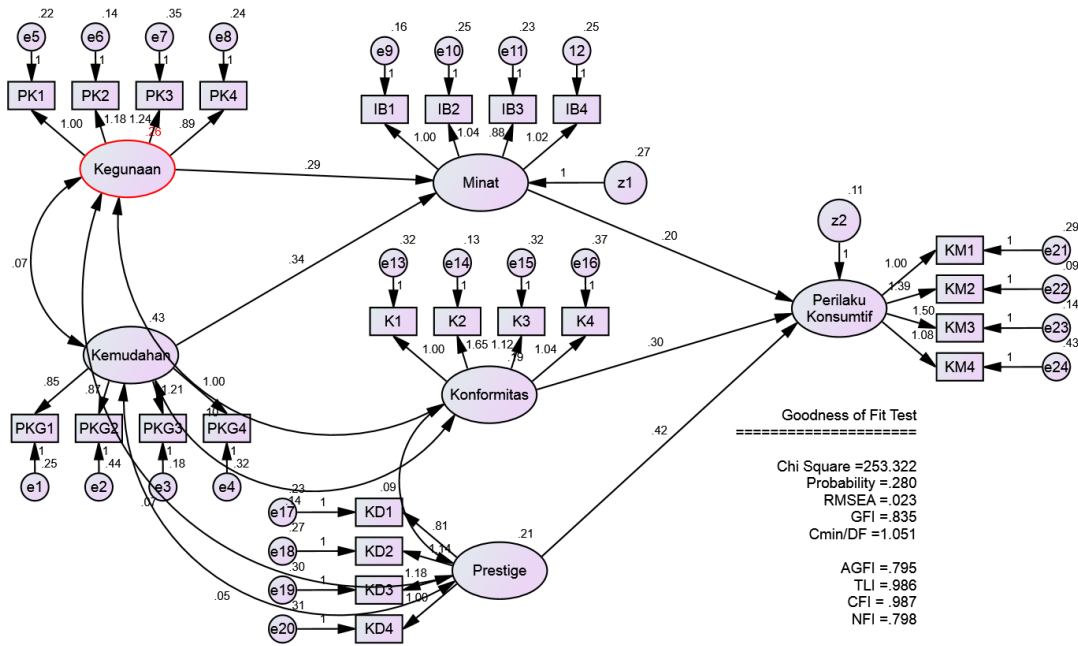 .22
.14
.35
.24
e5
e6
e7
e8
1
1
1
1
PK1
PK2
PK3
PK4
1.00
1.18
1.24
.89
.26
Kegunaan
.16
.25
.23
.25
e9
e10
e11
12
1
1
1
1
IB1
IB2
IB3
IB4
1.00
1.04
.88
1.02
Minat
.29
.27
1
z1
.11
z2
1
.07
.34
.20
.32
.13
.32
.37
e13
e14
e15
e16
1
1
1
1
K1
K2
K3
K4
1.00
1.65
1.12
1.04
Konformitas
.30
Perilaku
Konsumtif
1.00
1.39
1.50
1.08
KM1
KM2
KM3
KM4
1
1
1
1
.29
.09
.14
.43
e21
e22
e23
e24
.43
Kemudahan
.85
.87
1.21
1.00
PKG1
PKG2
PKG3
PKG4
1
1
1
1
.25
.44
.18
.32
e1
e2
e3
e4
.07
.09
.05
.42
.23
.14
.27
.30
.31
e17
e18
e19
e20
1
1
1
1
KD1
KD2
KD3
KD4
.81
1.14
1.18
1.00
.21
Prestige
Goodness of Fit Test
=====================
Chi Square =253.322
Probability =.280
RMSEA =.023
GFI =.835
Cmin/DF =1.051
AGFI =.795
TLI =.986
CFI =.987
NFI =.798